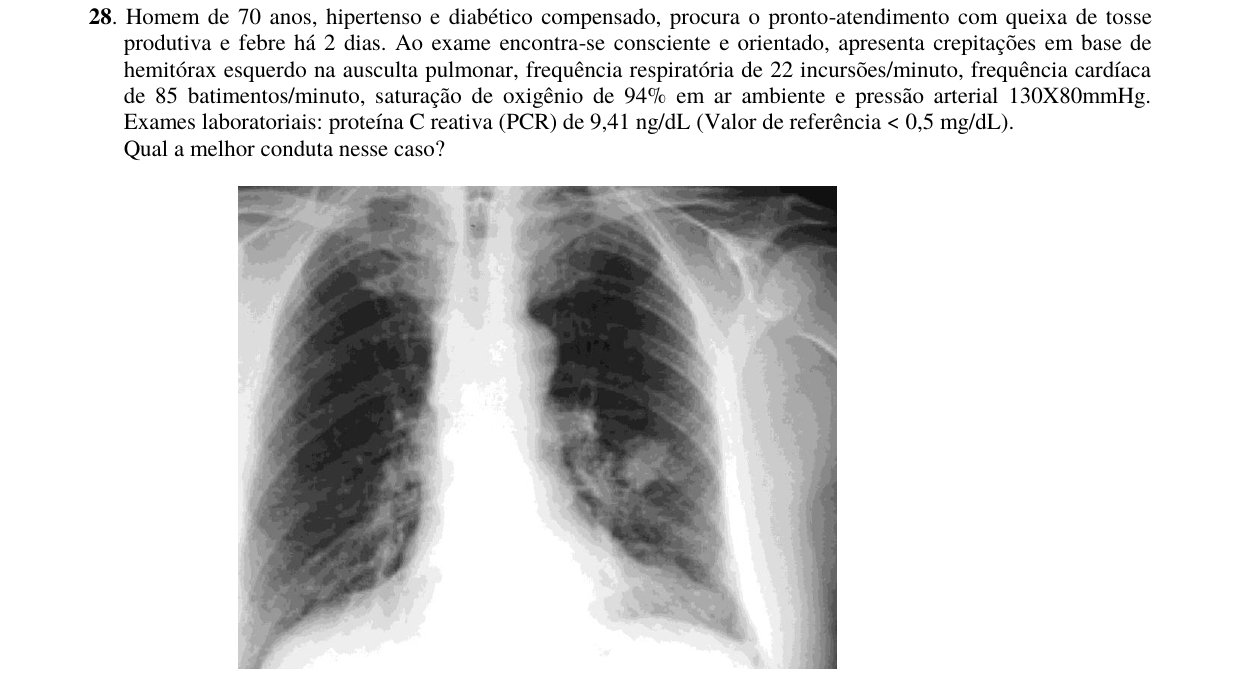 28. Homem de 70 anos, hipertenso e diabético compensado, procura o pronto-atendimento com queixa de tosse
produtiva e febre há 2 dias. Ao exame encontra-se consciente e orientado, apresenta crepitações em base de
hemitórax esquerdo na ausculta pulmonar, frequência respiratória de 22 incursões/minuto, frequência cardíaca
de 85 batimentos/minuto, saturação de oxigênio de 94% em ar ambiente e pressão arterial 130X80mmHg.
Exames laboratoriais: proteína C reativa (PCR) de 9,41 ng/dL (Valor de referência < 0,5 mg/dL).
Qual a melhor conduta nesse caso?